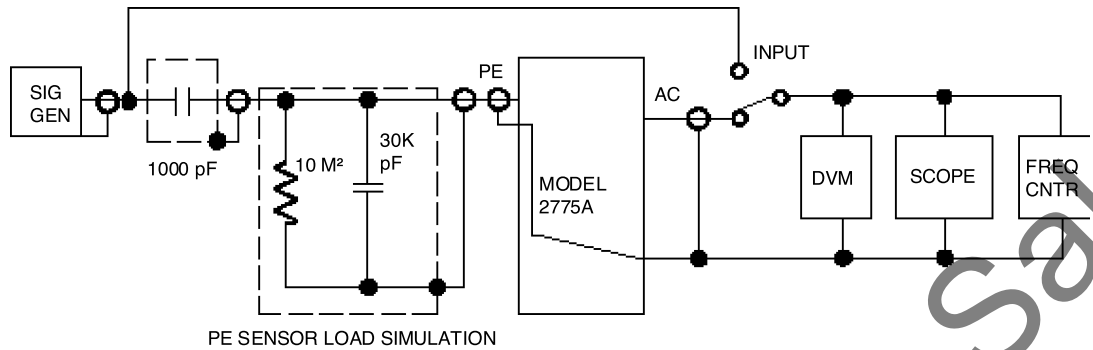 INPUT
PE
SIG
GEN
AC
1000 pF
10 M²
30K
pF
MODEL
2775A
DVM
SCOPE
FREQ
CNTR
PE SENSOR LOAD SIMULATION
Sal